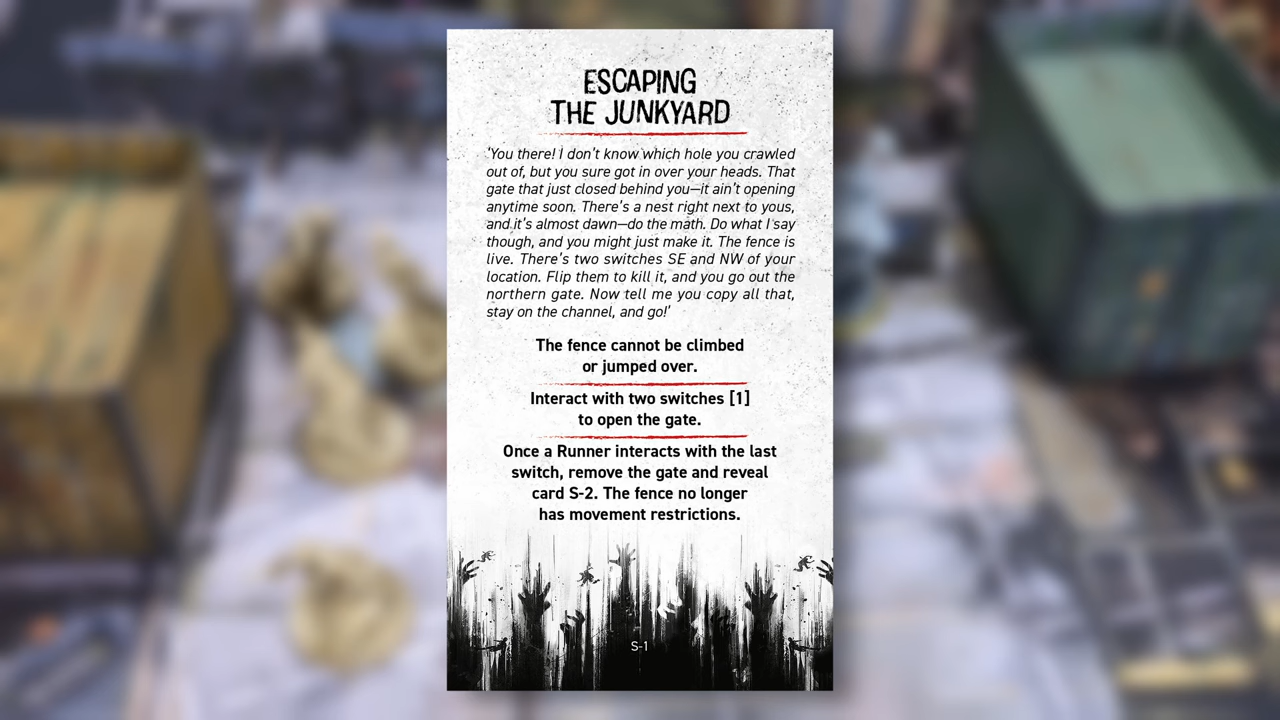 ESCAPING
THE JUNKYARD
‘You there! I don’t know which hole you crawled
out of, but you sure got in over your heads. That
gate that just closed behind you—it ain’t opening
anytime soon. There’s a nest right next to yous,
and it’s almost dawn—do the math. Do what I say
though, and you might just make it. The fence is
live. There’s two switches SE and NW of your
location. Flip them to kill it, and you go out the
northern gate. Now tell me you copy all that,
stay on the channel, and go!’
The fence cannot be climbed
or jumped over.
Interact with two switches [1]
to open the gate.
Once a Runner interacts with the last
switch, remove the gate and reveal
card S-2. The fence no longer
has movement restrictions.
S-1